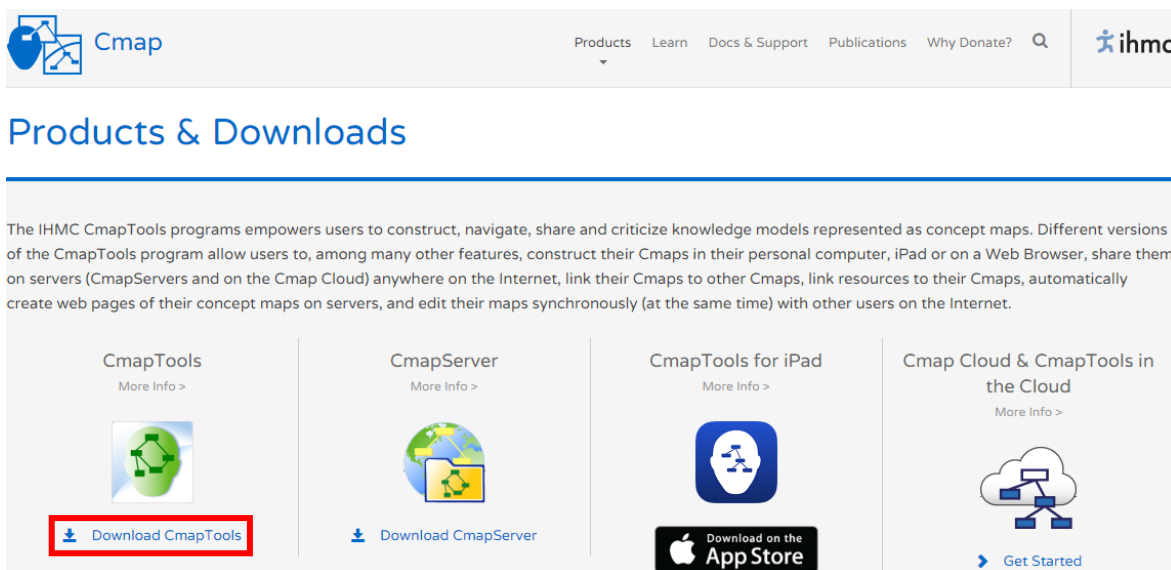 Cmap
Products Learn Docs & Support Publications Why Donate?
ihmc
Products & Downloads
The IHMC CmapTools programs empowers users to construct, navigate, share and criticize knowledge models represented as concept maps. Different versions
of the CmapTools program allow users to, among many other features, construct their Cmaps in their personal computer, iPad or on a Web Browser, share them
on servers (CmapServers and on the Cmap Cloud) anywhere on the Internet, link their Cmaps to other Cmaps, link resources to their Cmaps, automatically
create web pages of their concept maps on servers, and edit their maps synchronously (at the same time) with other users on the Internet.
CmapTools
More Info >
Download CmapTools
CmapServer
More Info >
Download CmapServer
CmapTools for iPad
More Info >
Download on the
App Store
Cmap Cloud & CmapTools in
the Cloud
More Info >
Get Started